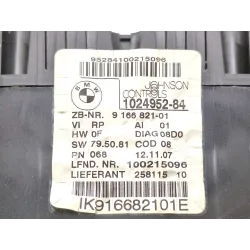 95284100215096
BMW
JOHNSON
CONTROLS
1024952-84
ZB-NR. 9 166 821-01
VI RP AI 01
HW 0F DIAG 08D0
SW 79.50.81 COD 08
PN 068 12.11.07
LFND. NR. 100215096
LIEFERANT 258115 10
IK916682101E